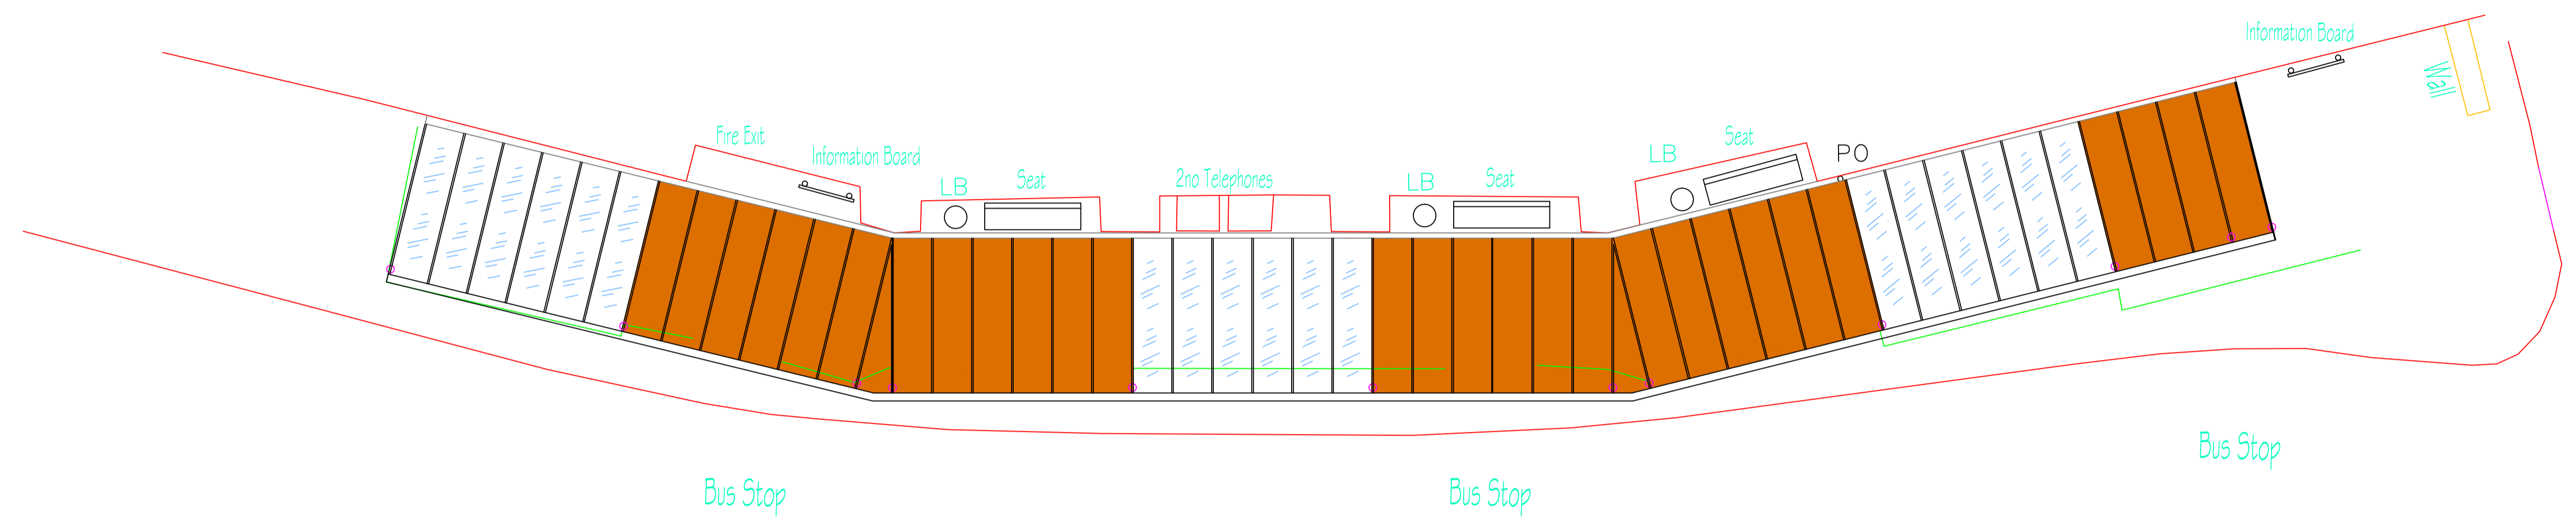 Information Board
Wall
Fire Exit
Information Board
LB
Seat
2no Telephones
LB
Seat
LB
Seat
PO
Bus Stop
Bus Stop
Bus Stop